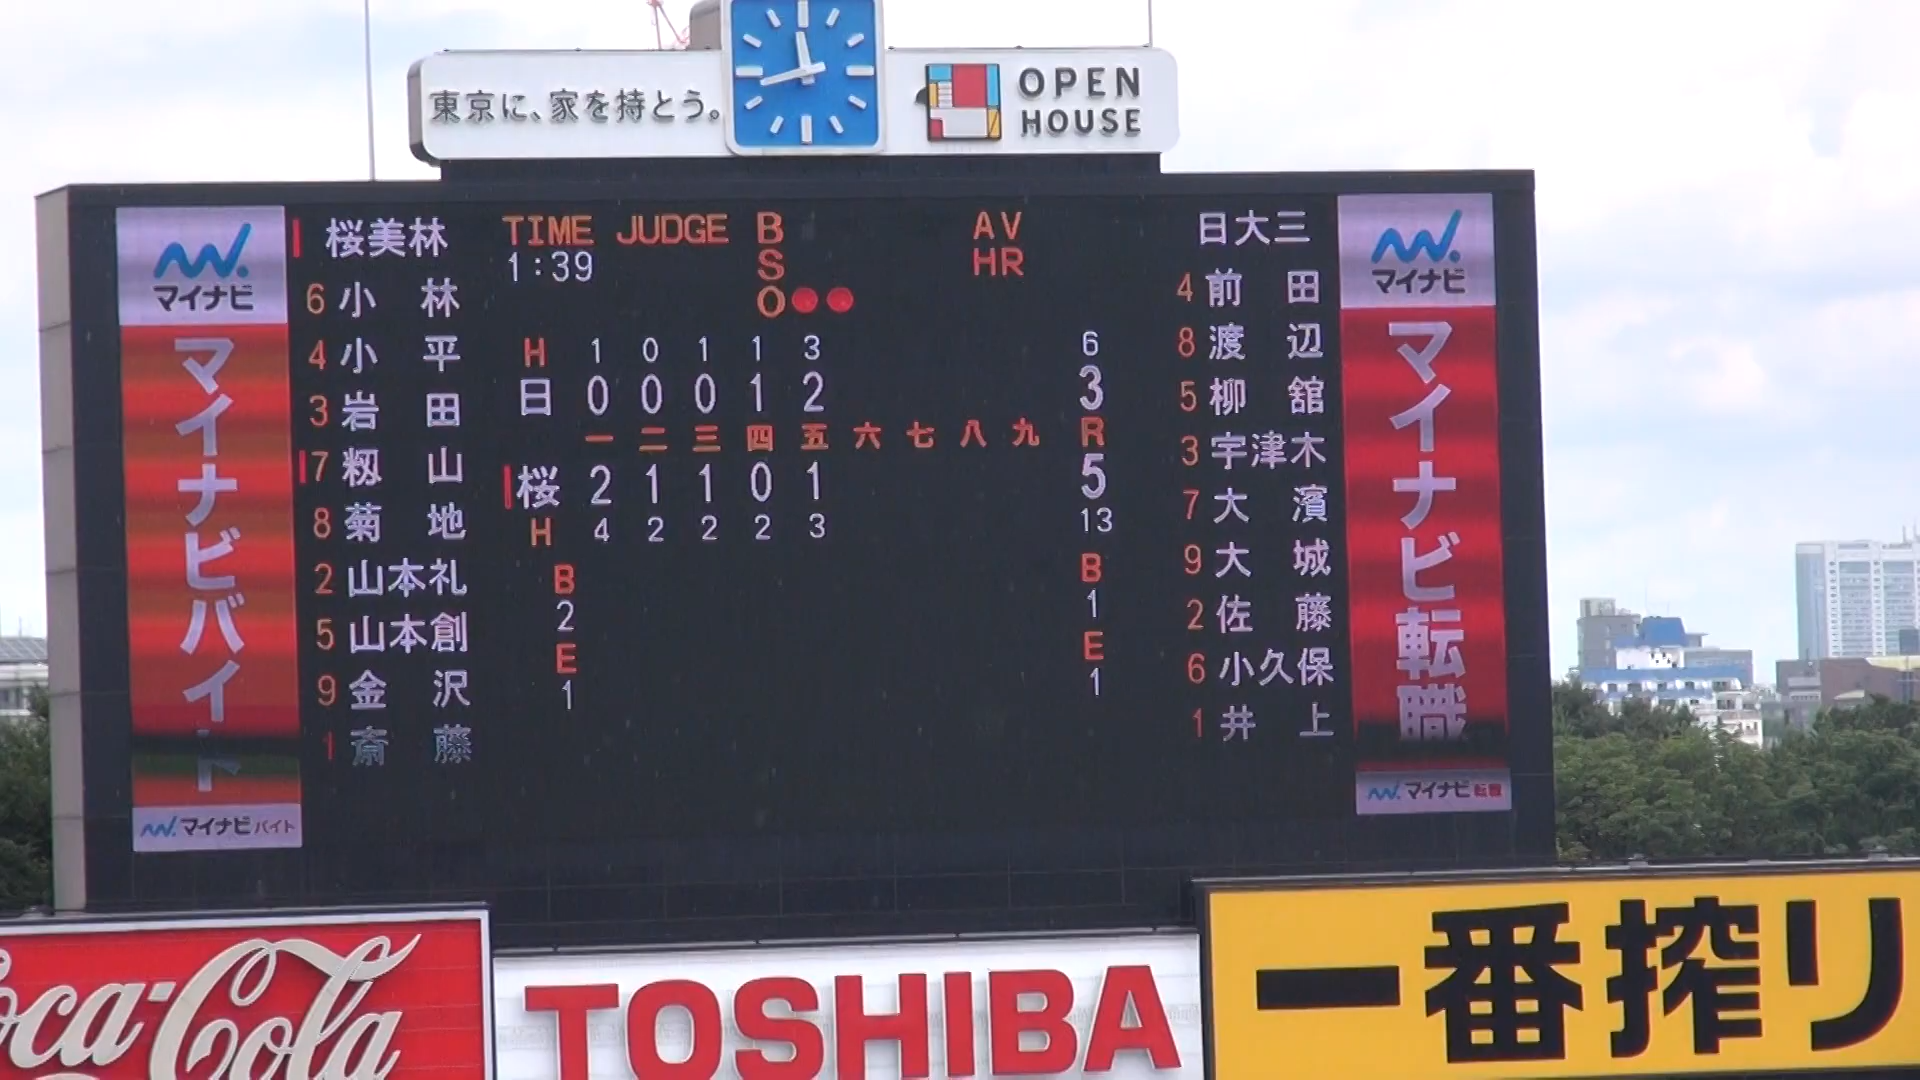 東京に、家を持とう。
OPEN
HOUSE
マイナビ
マイナビバイト
マイナビバイト
桜美林
6 小 林
4 小 平
3 岩 田
7 籾 山
8 菊 地
2 山本礼
5 山本創
9 金 沢
1 斎 藤
TIME JUDGE
1:39
B
S
O
AV
HR
H 1 0 1 1 3 6
日 0 0 0 1 2 3
一 二 三 四 五 六 七 八 九 R
桜 2 1 1 0 1 5
H 4 2 2 2 3 13
B B
2 1
E E
1 1
日大三
4 前 田
8 渡 辺
5 柳 舘
3 宇津木
7 大 濱
9 大 城
2 佐 藤
6 小久保
1 井 上
マイナビ
マイナビ転職
マイナビ転職
Coca-Cola
TOSHIBA
一番搾り